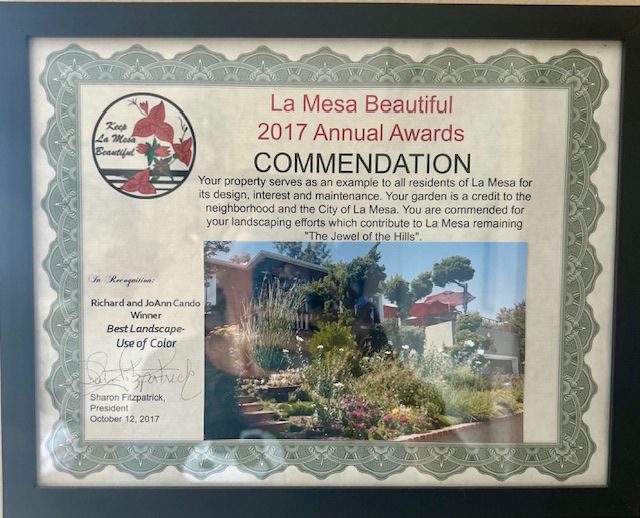 Keep
La Mesa
Beautiful
La Mesa Beautiful
2017 Annual Awards
COMMENDATION
Your property serves as an example to all residents of La Mesa for
its design, interest and maintenance. Your garden is a credit to the
neighborhood and the City of La Mesa. You are commended for
your landscaping efforts which contribute to La Mesa remaining
"The Jewel of the Hills".
In Recognition:
Richard and JoAnn Cando
Winner
Best Landscape-
Use of Color
Sharon Fitzpatrick
Sharon Fitzpatrick,
President
October 12, 2017